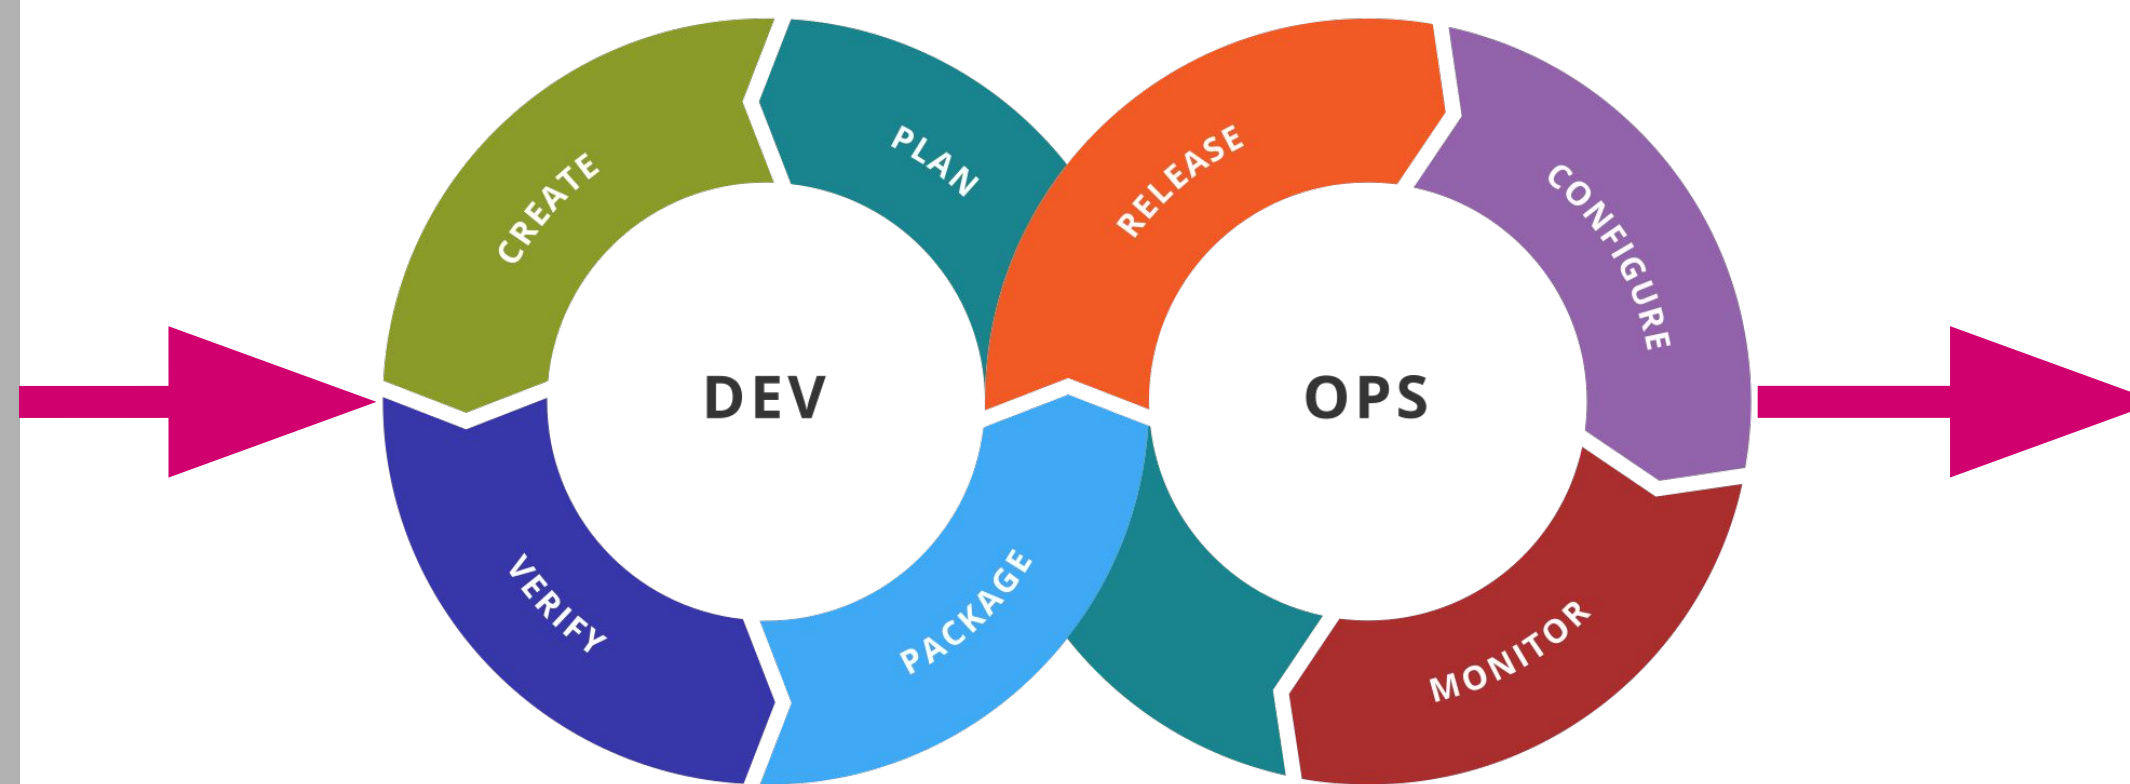 CREATE
PLAN
RELEASE
CONFIGURE
DEV
OPS
VERIFY
PACKAGE
MONITOR